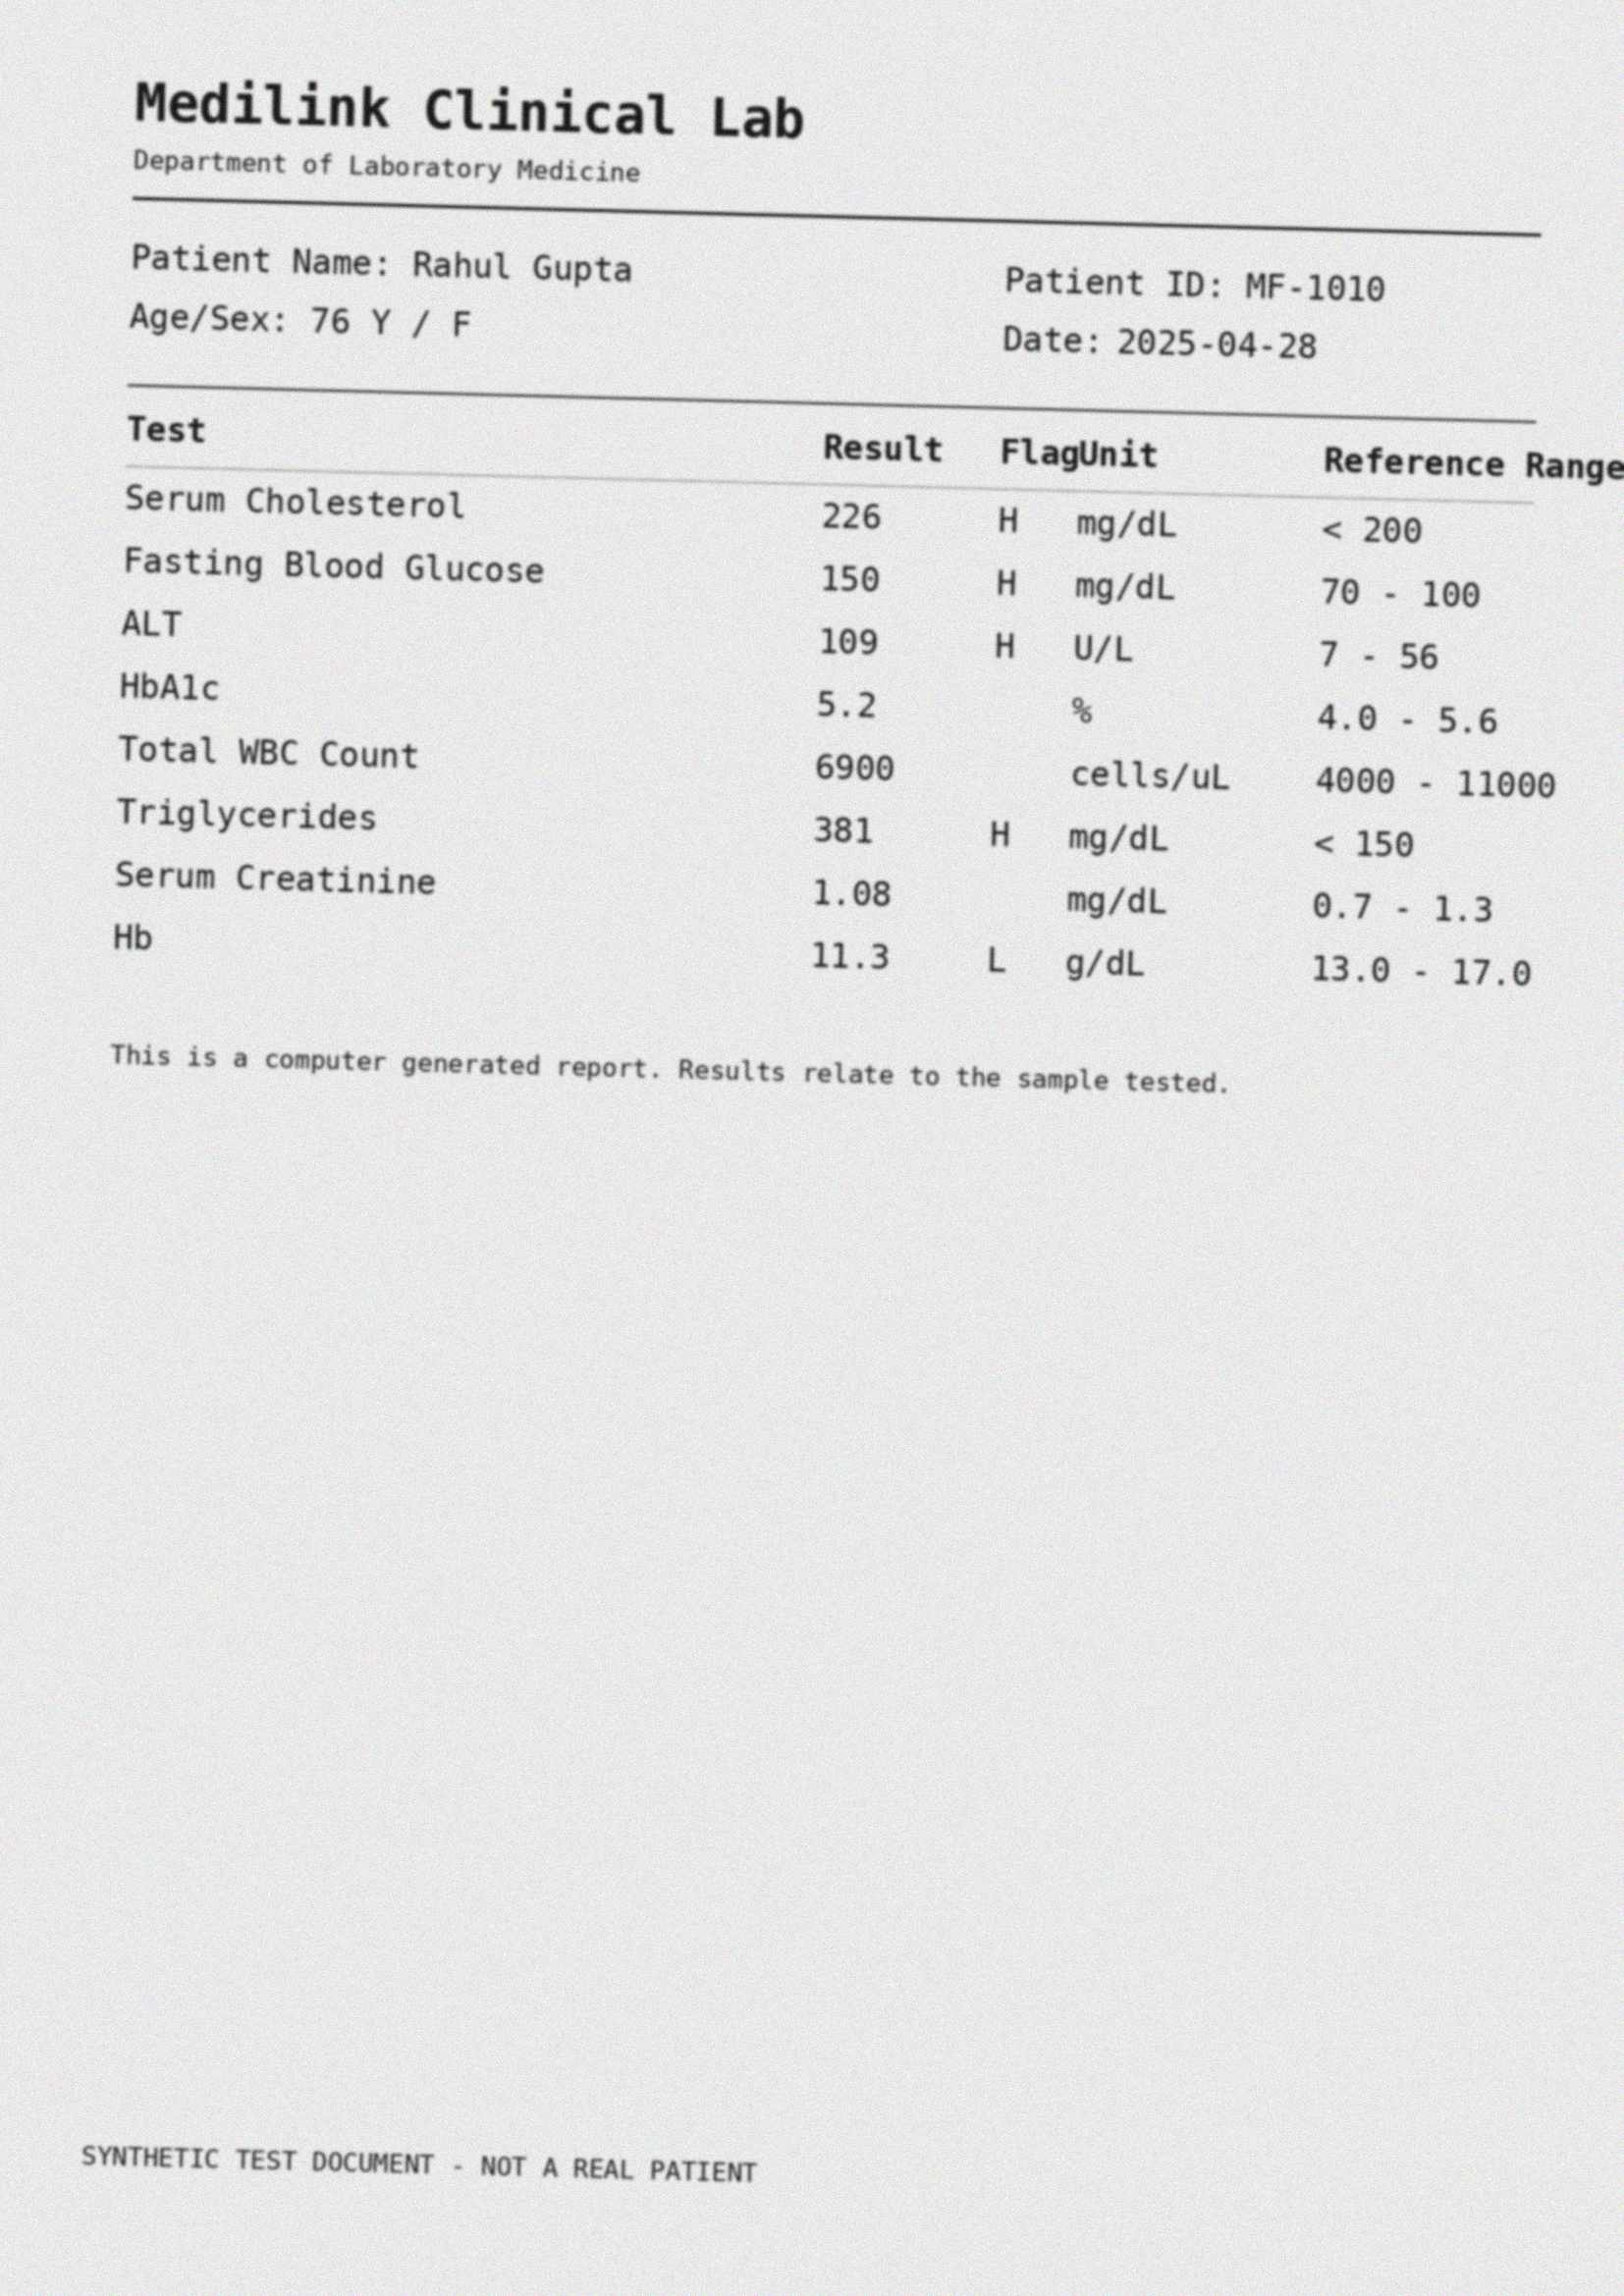 Medilink Clinical Lab
Department of Laboratory Medicine
Patient Name: Rahul Gupta Patient ID: MF-1010
Age/Sex: 76 Y / F Date: 2025-04-28
Test Result Flag Unit Reference Range
Serum Cholesterol 226 H mg/dL < 200
Fasting Blood Glucose 150 H mg/dL 70 - 100
ALT 109 H U/L 7 - 56
HbA1c 5.2 % 4.0 - 5.6
Total WBC Count 6900 cells/uL 4000 - 11000
Triglycerides 381 H mg/dL < 150
Serum Creatinine 1.08 mg/dL 0.7 - 1.3
Hb 11.3 L g/dL 13.0 - 17.0
This is a computer generated report. Results relate to the sample tested.
SYNTHETIC TEST DOCUMENT - NOT A REAL PATIENT